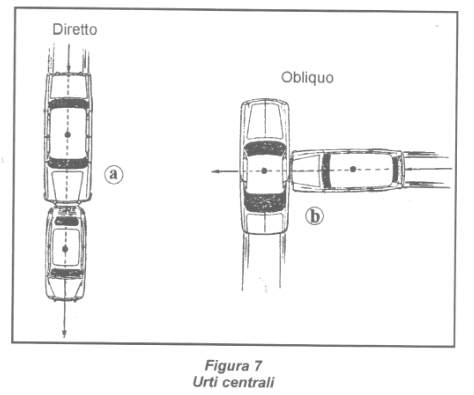 Diretto
Obliquo
a
b
Figura 7
Urti centrali